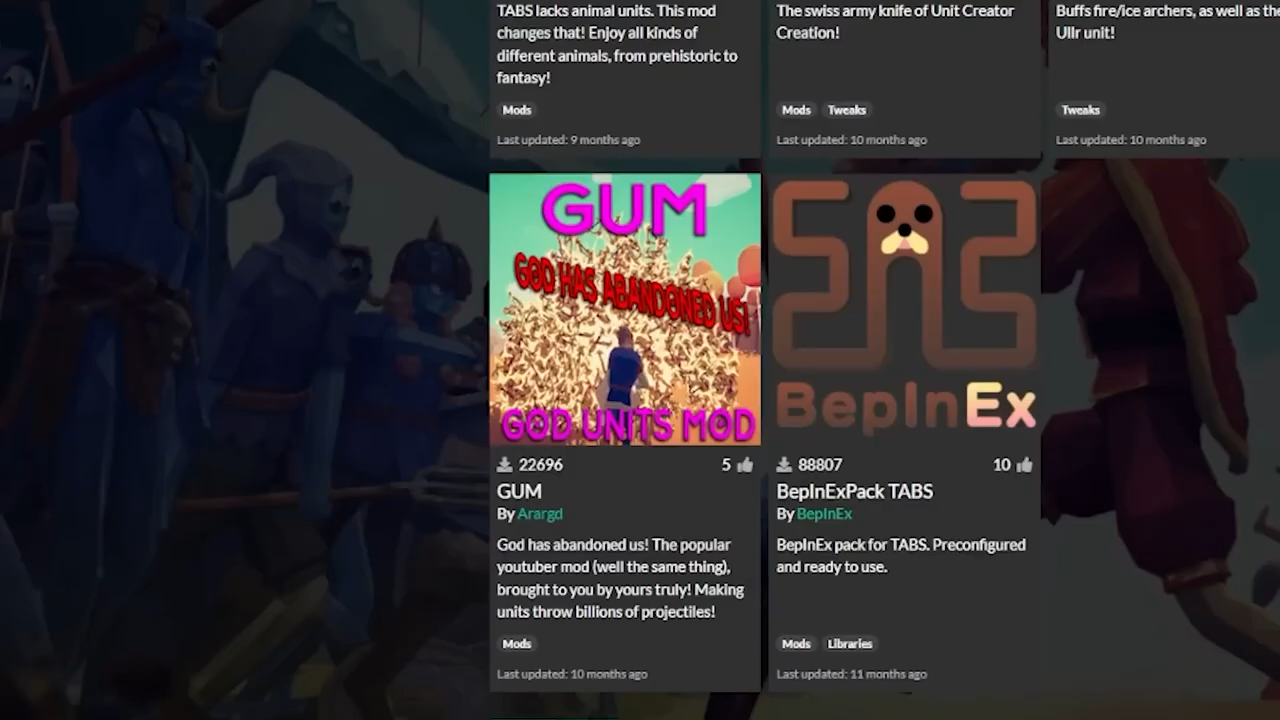 TABS lacks animal units. This mod
changes that! Enjoy all kinds of
different animals, from prehistoric to
fantasy!
Mods
Last updated: 9 months ago
The swiss army knife of Unit Creator
Creation!
Mods Tweaks
Last updated: 10 months ago
Buffs fire/ice archers, as well as the
Ullr unit!
Tweaks
Last updated: 10 months ago
GUM
GOD HAS ABANDONED US!
GOD UNITS MOD
22696 5
GUM
By Arargd
God has abandoned us! The popular
youtuber mod (well the same thing),
brought to you by yours truly! Making
units throw billions of projectiles!
Mods
Last updated: 10 months ago
BepInEx
88807 10
BepInExPack TABS
By BepInEx
BepInEx pack for TABS. Preconfigured
and ready to use.
Mods Libraries
Last updated: 11 months ago